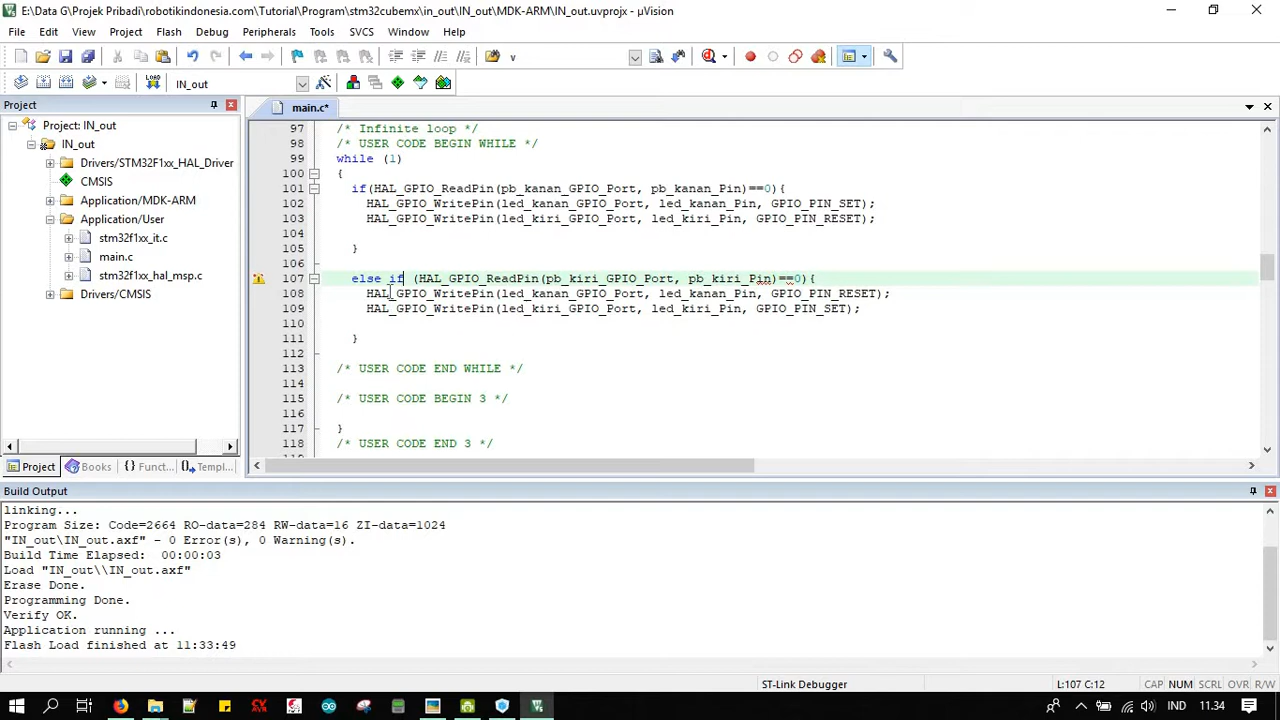 E:\Data G\Projek Pribadi\robotikindonesia.com\Tutorial\Program\stm32cubemx\in_out\IN_out\MDK-ARM\IN_out.uvprojx - µVision
File Edit View Project Flash Debug Peripherals Tools SVCS Window Help
LOAD IN_out
Project
main.c*
Project: IN_out
IN_out
Drivers/STM32F1xx_HAL_Driver
CMSIS
Application/MDK-ARM
Application/User
stm32f1xx_it.c
main.c
stm32f1xx_hal_msp.c
Drivers/CMSIS
97 /* Infinite loop */
98 /* USER CODE BEGIN WHILE */
99 while (1)
100 {
101 if(HAL_GPIO_ReadPin(pb_kanan_GPIO_Port, pb_kanan_Pin)==0){
102 HAL_GPIO_WritePin(led_kanan_GPIO_Port, led_kanan_Pin, GPIO_PIN_SET);
103 HAL_GPIO_WritePin(led_kiri_GPIO_Port, led_kiri_Pin, GPIO_PIN_RESET);
104
105 }
106
107 else if (HAL_GPIO_ReadPin(pb_kiri_GPIO_Port, pb_kiri_Pin)==0){
108 HAL_GPIO_WritePin(led_kanan_GPIO_Port, led_kanan_Pin, GPIO_PIN_RESET);
109 HAL_GPIO_WritePin(led_kiri_GPIO_Port, led_kiri_Pin, GPIO_PIN_SET);
110
111 }
112
113 /* USER CODE END WHILE */
114
115 /* USER CODE BEGIN 3 */
116
117 }
118 /* USER CODE END 3 */
Project Books {} Funct... Templ...
Build Output
linking...
Program Size: Code=2664 RO-data=284 RW-data=16 ZI-data=1024
"IN_out\IN_out.axf" - 0 Error(s), 0 Warning(s).
Build Time Elapsed: 00:00:03
Load "IN_out\\IN_out.axf"
Erase Done.
Programming Done.
Verify OK.
Application running ...
Flash Load finished at 11:33:49
ST-Link Debugger L:107 C:12 CAP NUM SCRL OVR R/W
IND 11.34